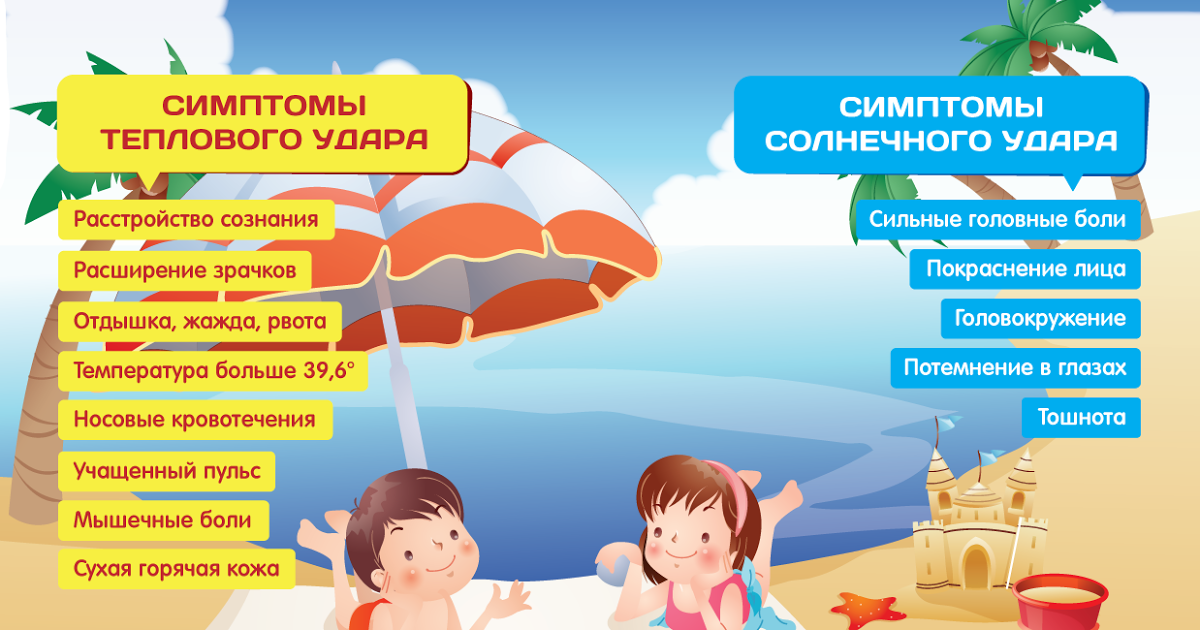 СИМПТОМЫ
ТЕПЛОВОГО УДАРА
Расстройство сознания
Расширение зрачков
Отдышка, жажда, рвота
Температура больше 39,6°
Носовые кровотечения
Учащенный пульс
Мышечные боли
Сухая горячая кожа
СИМПТОМЫ
СОЛНЕЧНОГО УДАРА
Сильные головные боли
Покраснение лица
Головокружение
Потемнение в глазах
Тошнота